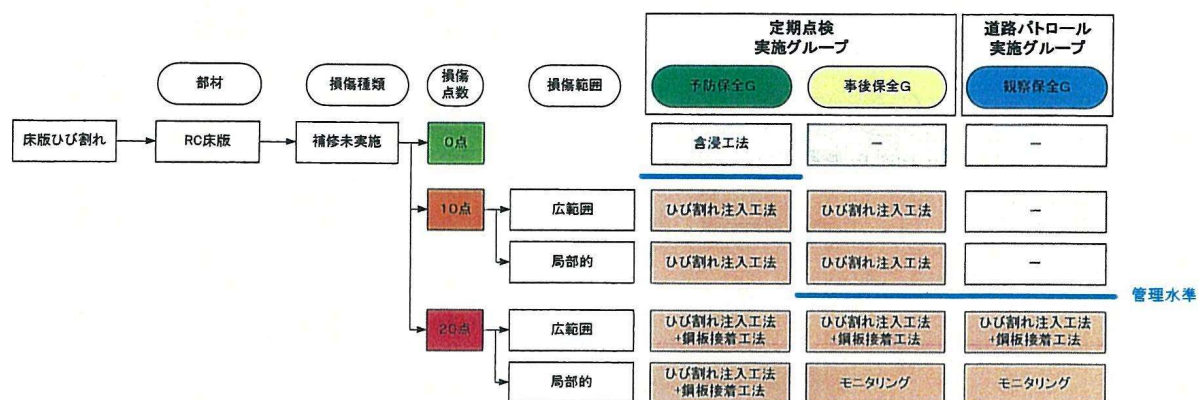 定期点検
実施グループ
道路パトロール
実施グループ
部材
損傷種類
損傷
点数
損傷範囲
予防保全G
事後保全G
観察保全G
床版ひび割れ
RC床版
補修未実施
0点
含浸工法
－
－
10点
広範囲
ひび割れ注入工法
ひび割れ注入工法
－
局部的
ひび割れ注入工法
ひび割れ注入工法
－
管理水準
20点
広範囲
ひび割れ注入工法
+鋼板接着工法
ひび割れ注入工法
+鋼板接着工法
ひび割れ注入工法
+鋼板接着工法
局部的
ひび割れ注入工法
+鋼板接着工法
モニタリング
モニタリング